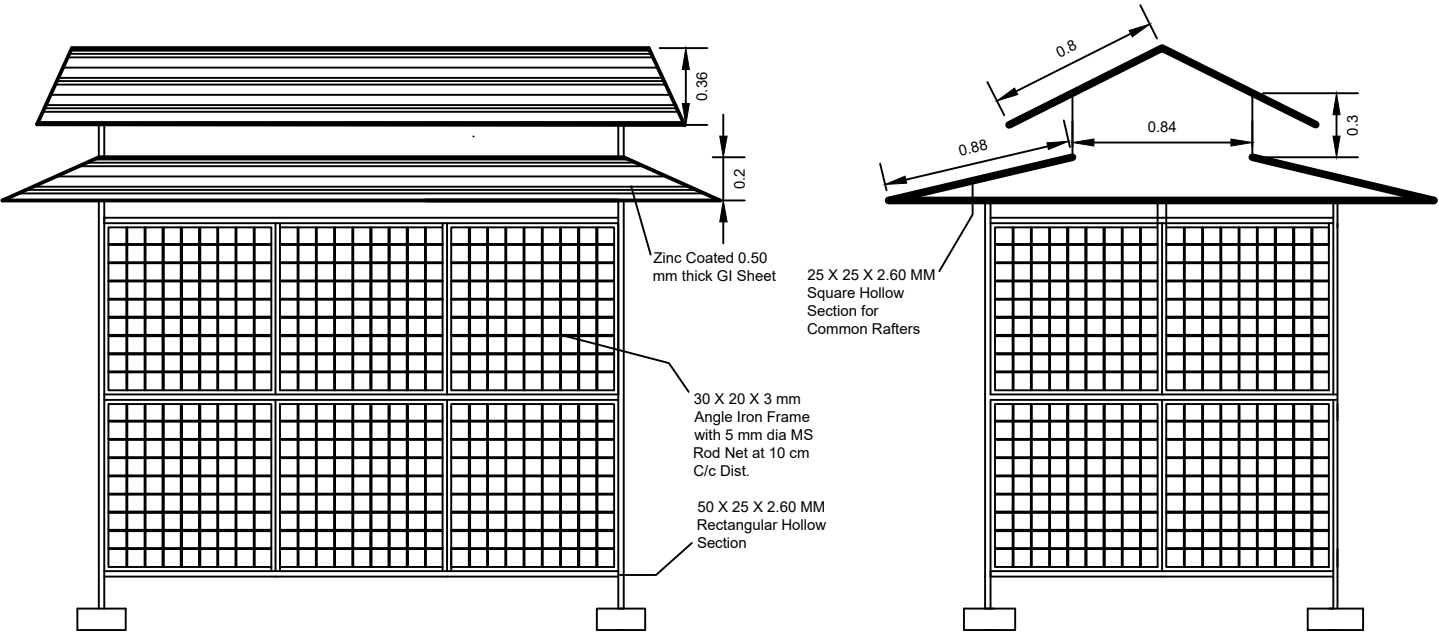 0.36
0.2
Zinc Coated 0.50
mm thick GI Sheet
30 X 20 X 3 mm
Angle Iron Frame
with 5 mm dia MS
Rod Net at 10 cm
C/c Dist.
50 X 25 X 2.60 MM
Rectangular Hollow
Section
0.8
0.88
0.84
0.3
25 X 25 X 2.60 MM
Square Hollow
Section for
Common Rafters